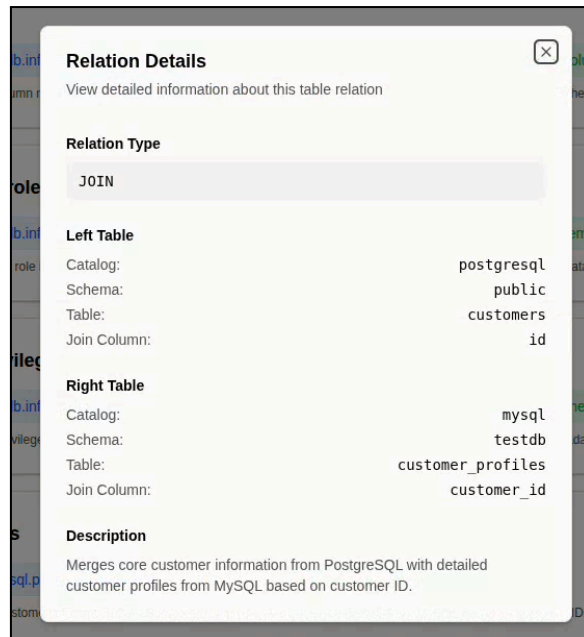 Relation Details
View detailed information about this table relation
Relation Type
JOIN
Left Table
Catalog: postgresql
Schema: public
Table: customers
Join Column: id
Right Table
Catalog: mysql
Schema: testdb
Table: customer_profiles
Join Column: customer_id
Description
Merges core customer information from PostgreSQL with detailed
customer profiles from MySQL based on customer ID.